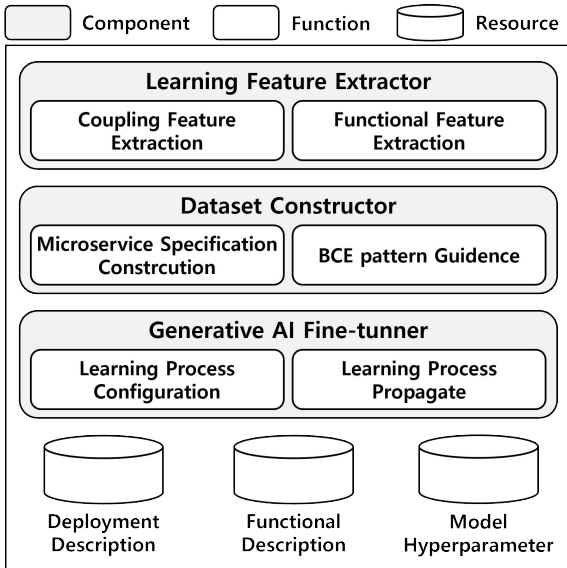 Component
Function
Resource
Learning Feature Extractor
Coupling Feature
Extraction
Functional Feature
Extraction
Dataset Constructor
Microservice Specification
Constrcution
BCE pattern Guidence
Generative AI Fine-tunner
Learning Process
Configuration
Learning Process
Propagate
Deployment
Description
Functional
Description
Model
Hyperparameter